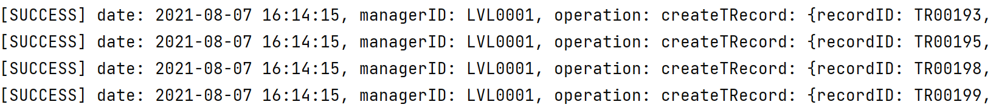 [SUCCESS] date: 2021-08-07 16:14:15, managerID: LVL0001, operation: createTRecord: {recordID: TR00193,
[SUCCESS] date: 2021-08-07 16:14:15, managerID: LVL0001, operation: createTRecord: {recordID: TR00195,
[SUCCESS] date: 2021-08-07 16:14:15, managerID: LVL0001, operation: createTRecord: {recordID: TR00198,
[SUCCESS] date: 2021-08-07 16:14:15, managerID: LVL0001, operation: createTRecord: {recordID: TR00199,